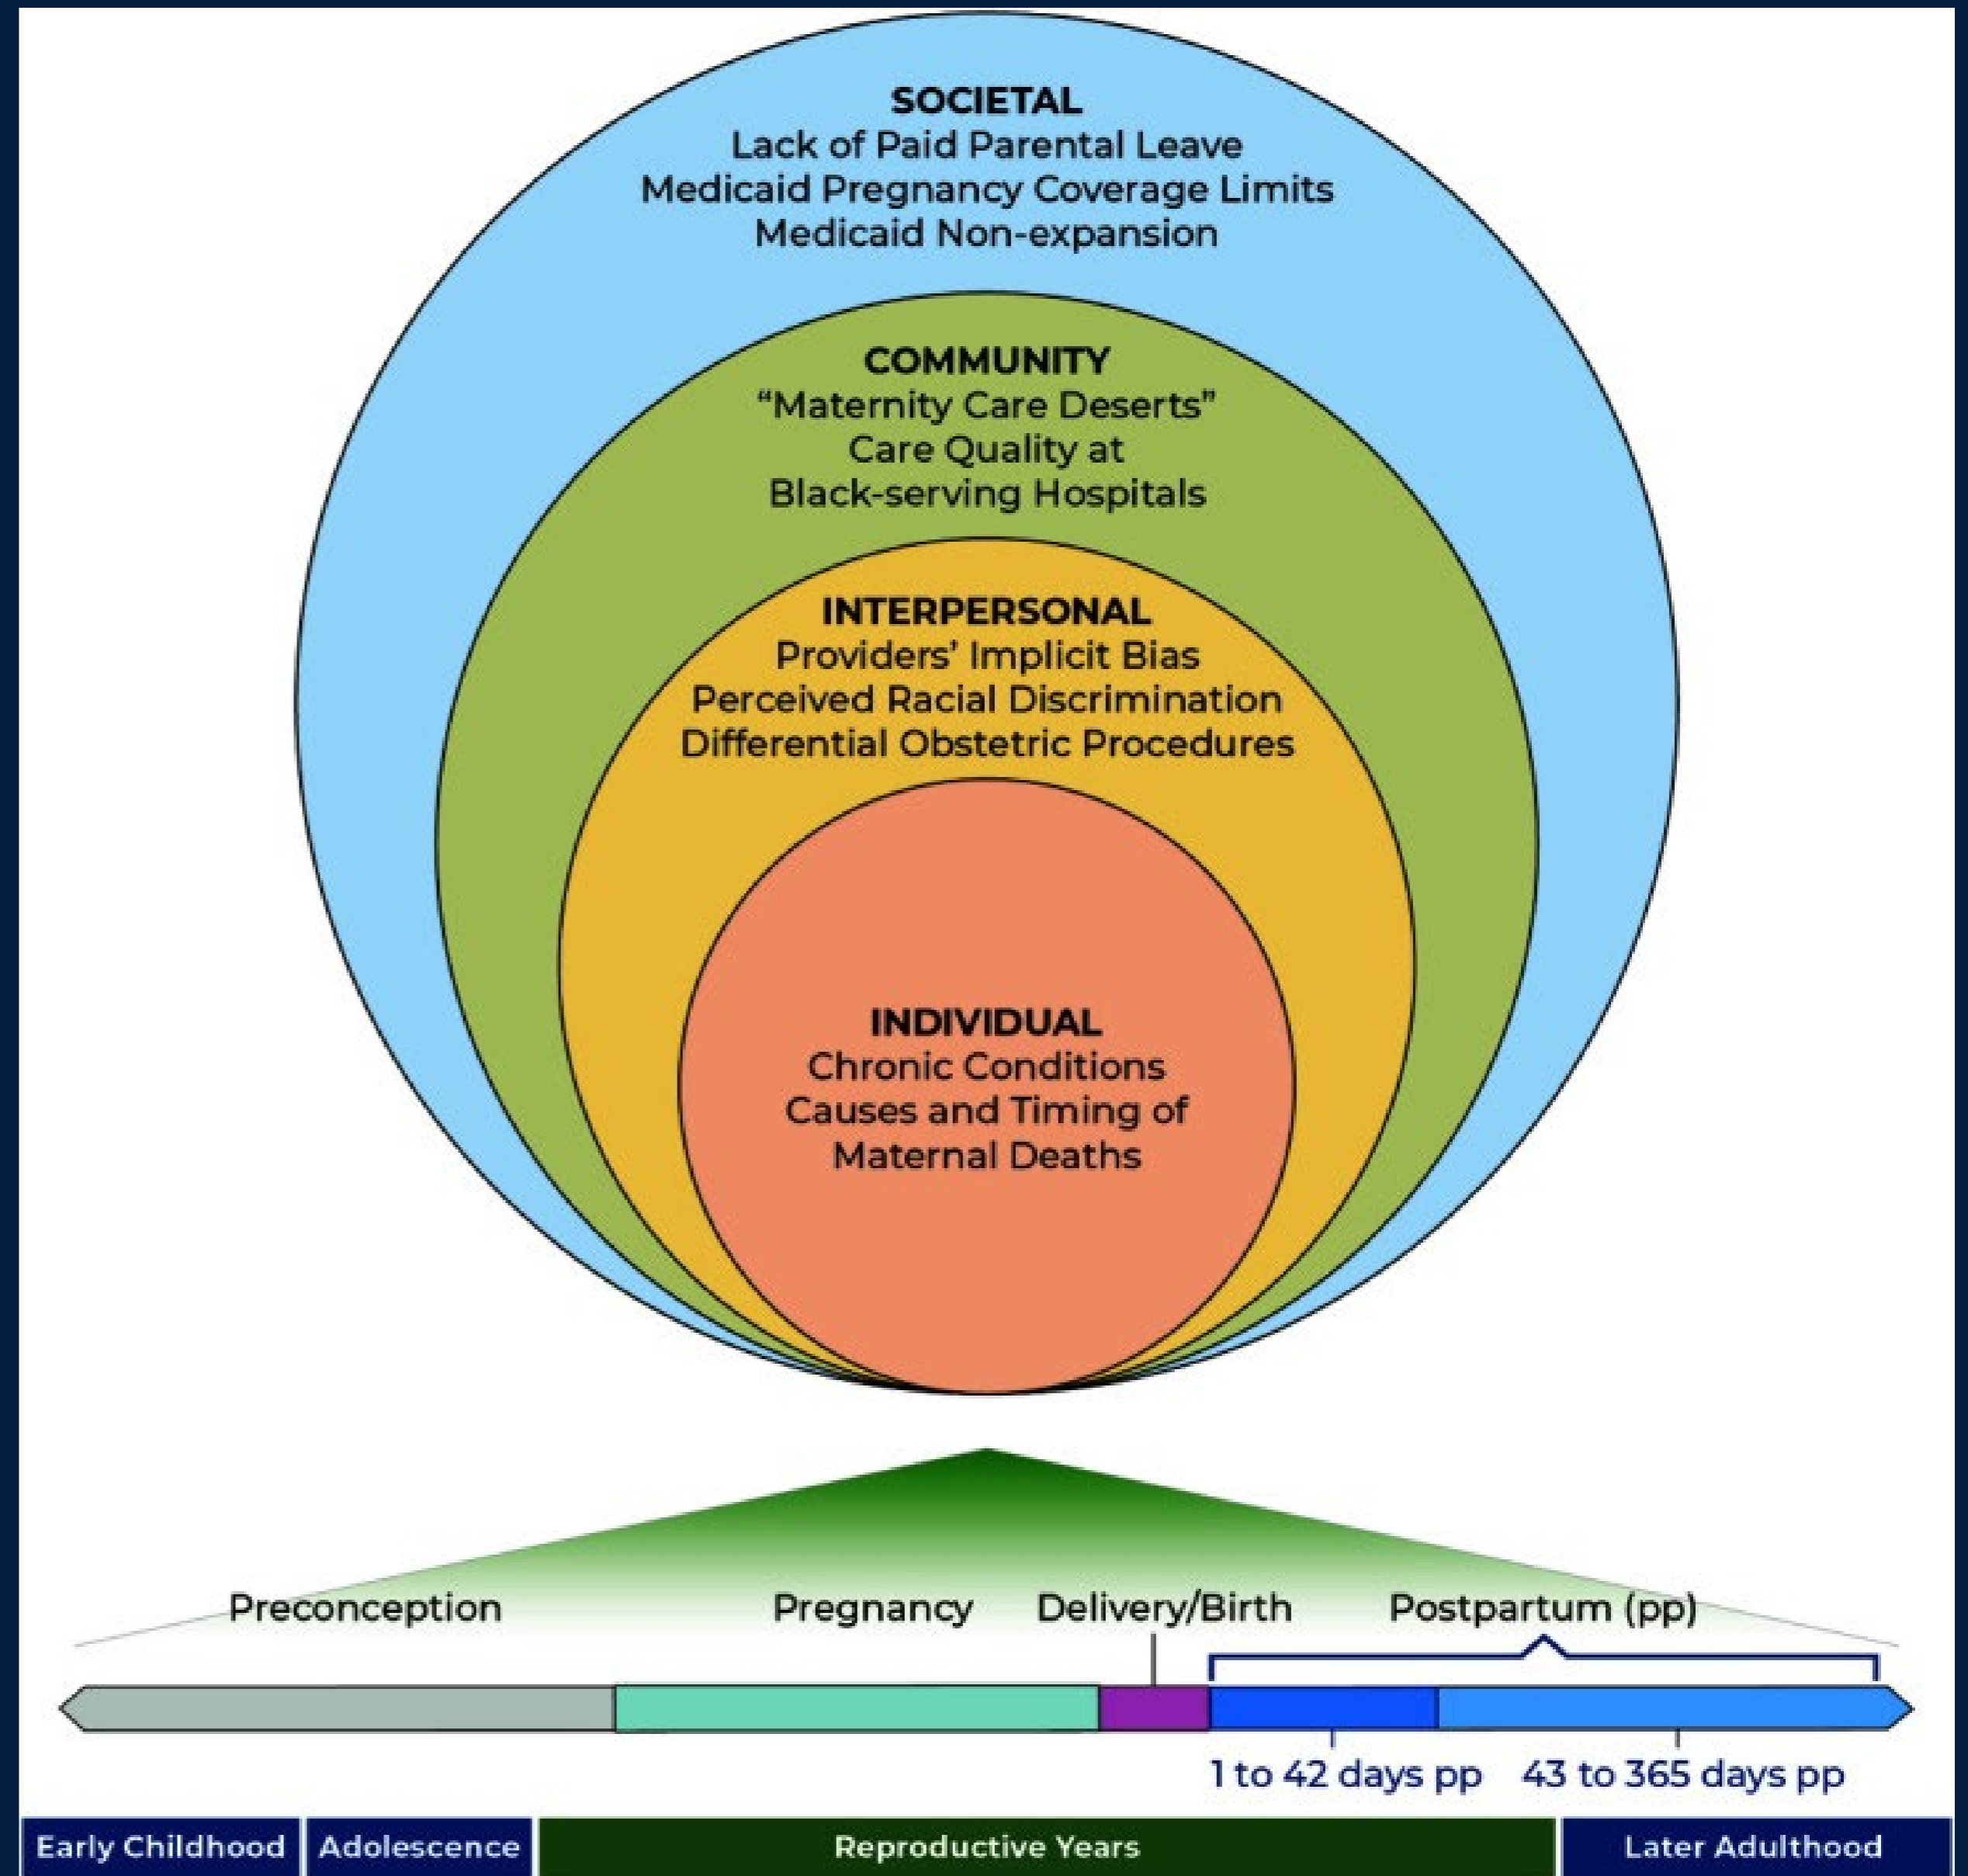 SOCIETAL
Lack of Paid Parental Leave
Medicaid Pregnancy Coverage Limits
Medicaid Non-expansion
COMMUNITY
“Maternity Care Deserts”
Care Quality at
Black-serving Hospitals
INTERPERSONAL
Providers’ Implicit Bias
Perceived Racial Discrimination
Differential Obstetric Procedures
INDIVIDUAL
Chronic Conditions
Causes and Timing of
Maternal Deaths
Preconception
Pregnancy
Delivery/Birth
Postpartum (pp)
1 to 42 days pp
43 to 365 days pp
Early Childhood
Adolescence
Reproductive Years
Later Adulthood